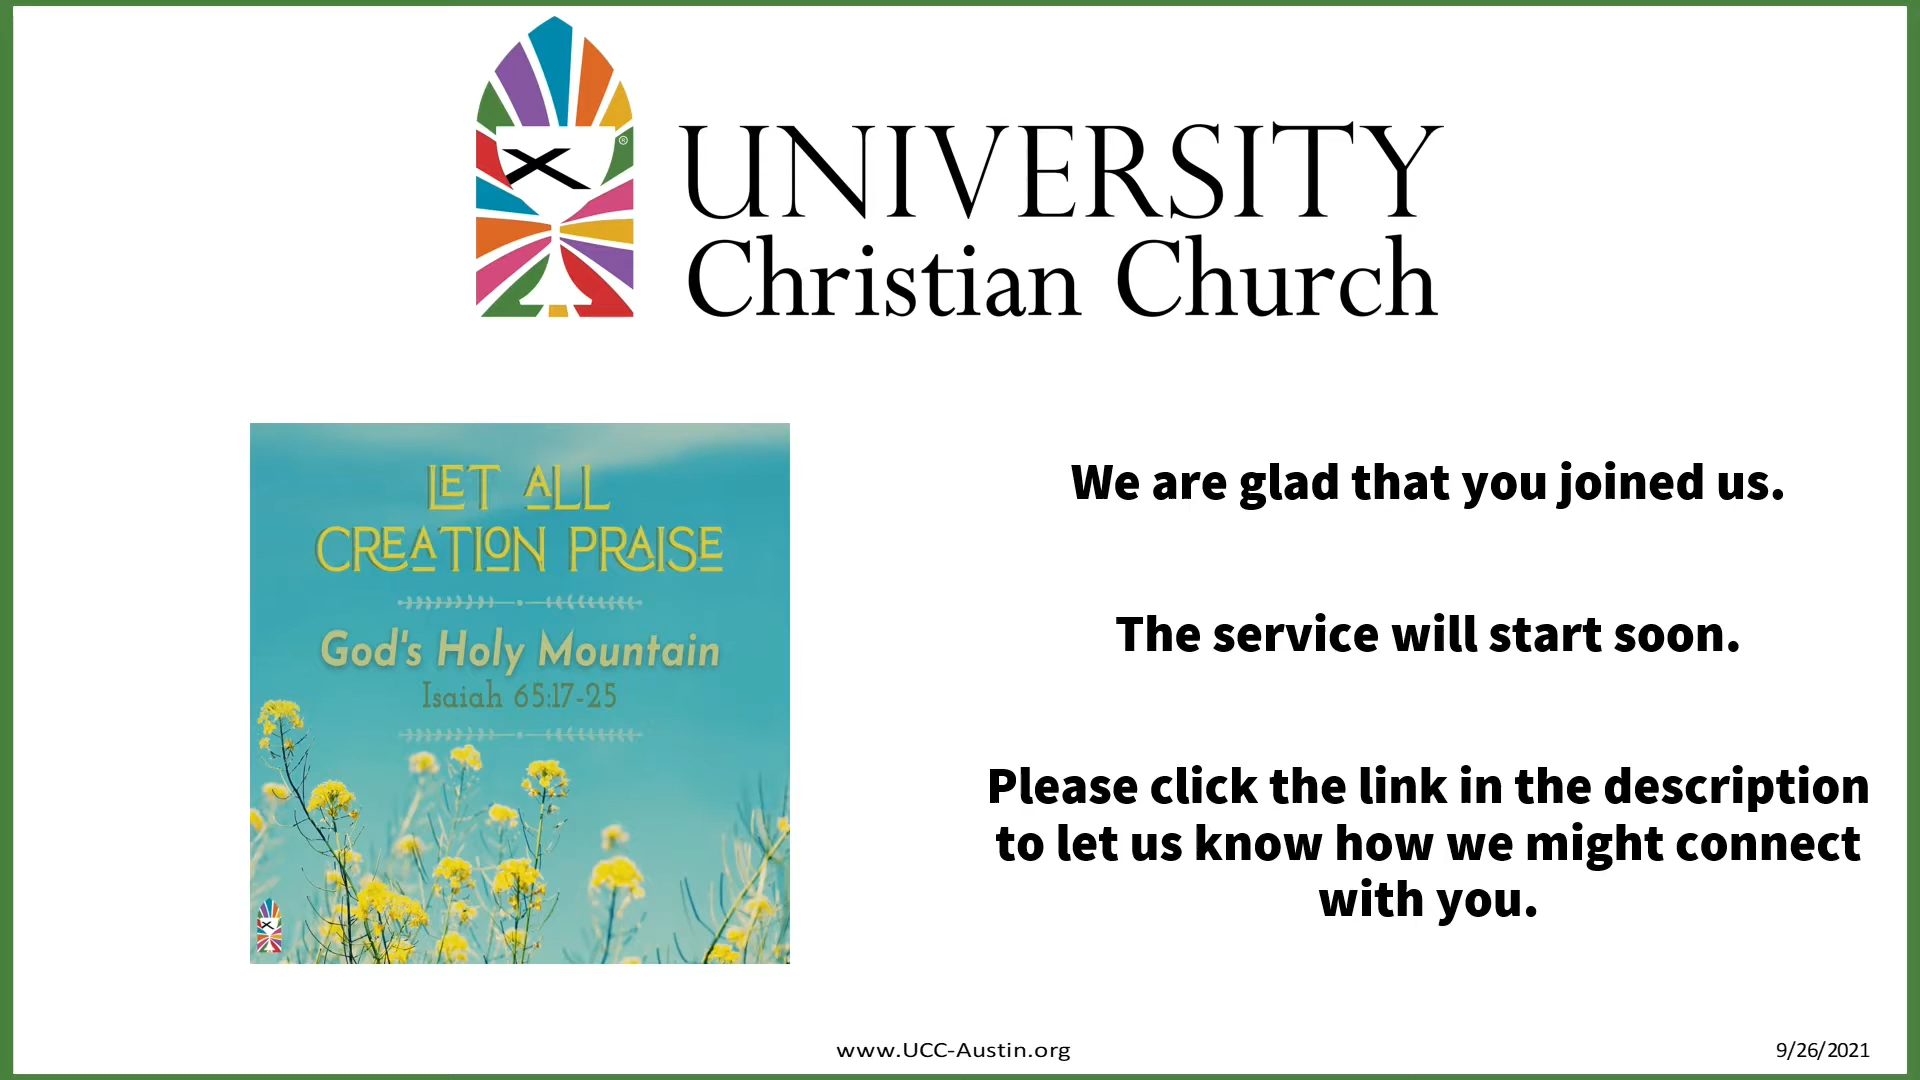 ®
UNIVERSITY
Christian Church
LET ALL
CREATION PRAISE
God's Holy Mountain
Isaiah 65:17-25
We are glad that you joined us.
The service will start soon.
Please click the link in the description
to let us know how we might connect
with you.
www.UCC-Austin.org
9/26/2021